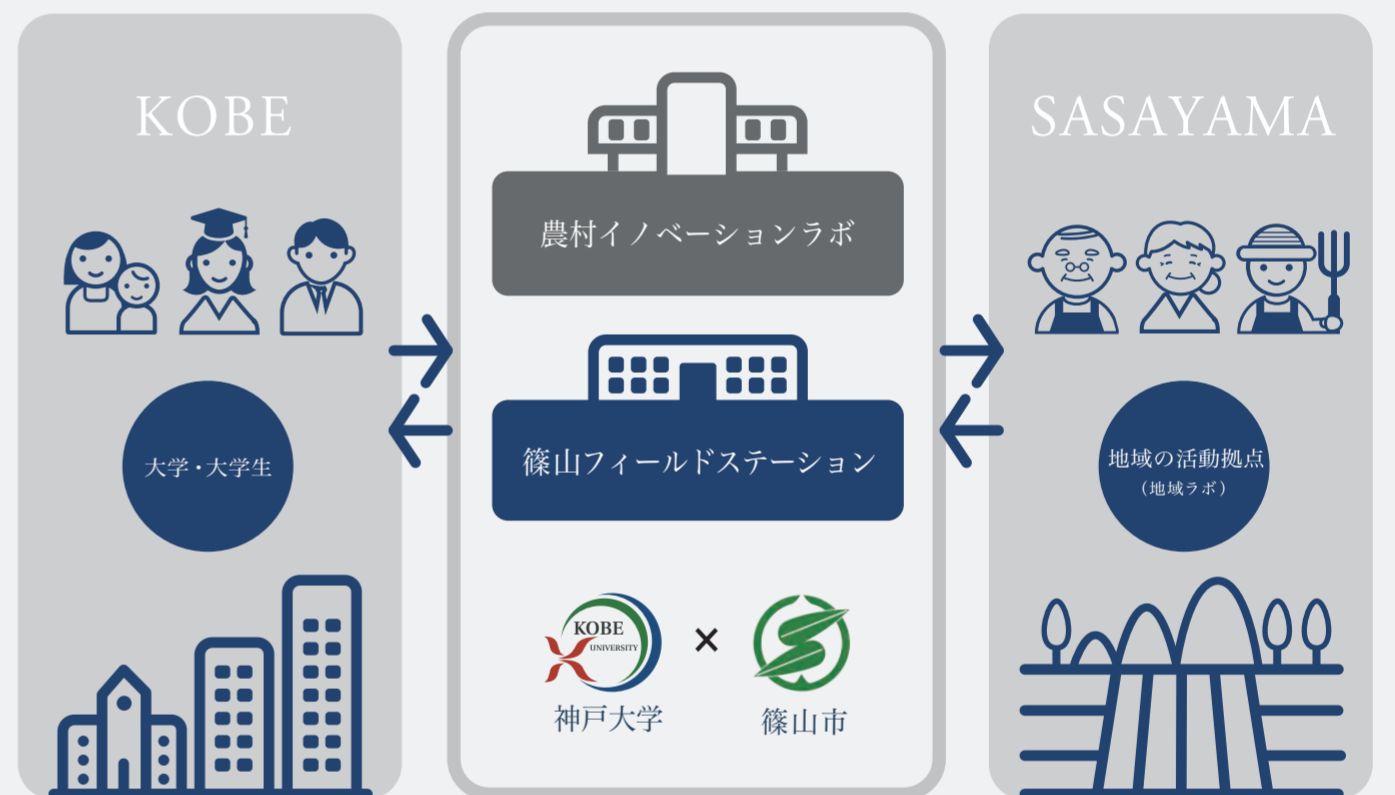 KOBE
大学・大学生
農村イノベーションラボ
篠山フィールドステーション
KOBE
UNIVERSITY
神戸大学
×
篠山市
SASAYAMA
地域の活動拠点
(地域ラボ)